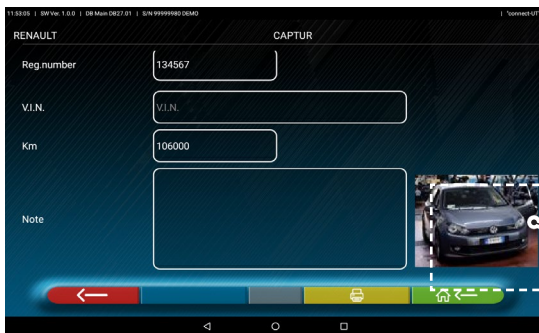 11.53:05 | SW Ver. 1.0.0 | DB Main DB27.01 | S/N 99999980 DEMO | "connect-UT
RENAULT CAPTUR
Reg.number 134567
V.I.N. V.I.N.
Km 106000
Note